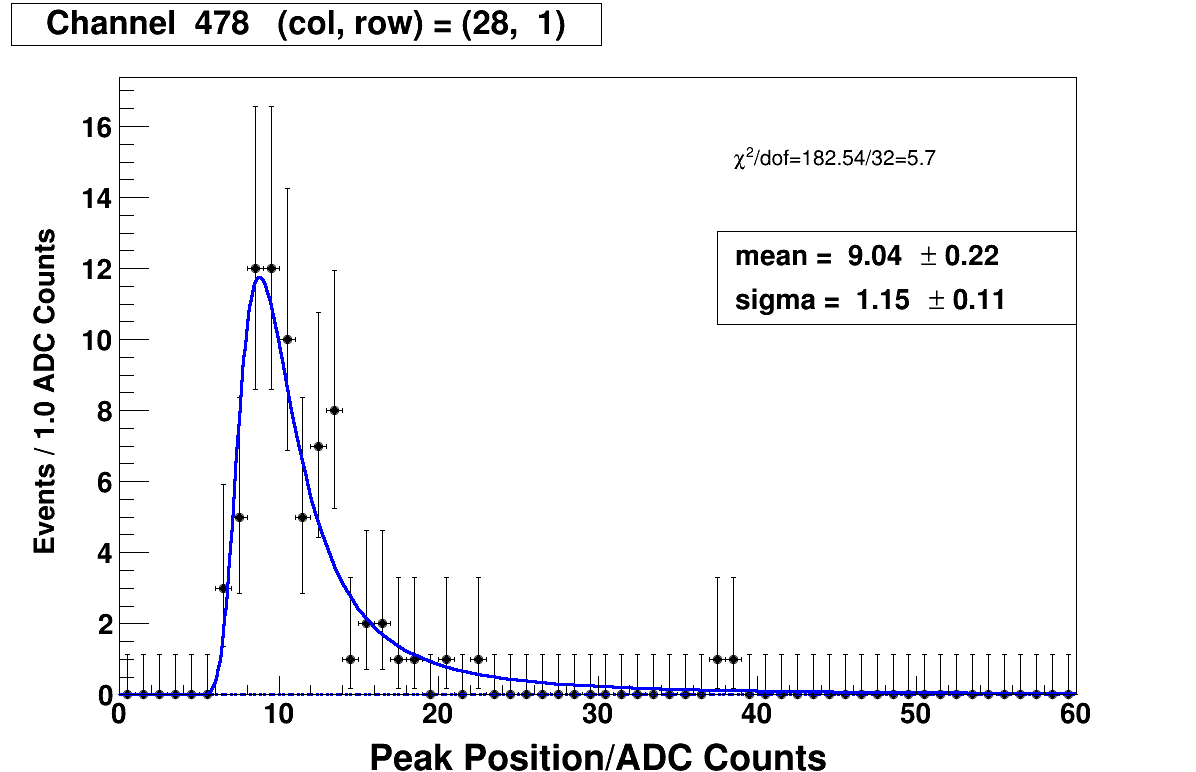 Channel 478 (col, row) = (28, 1)
χ²/dof=182.54/32=5.7
mean = 9.04 ± 0.22
sigma = 1.15 ± 0.11
Events / 1.0 ADC Counts
16
14
12
10
8
6
4
2
0
0 10 20 30 40 50 60
Peak Position/ADC Counts